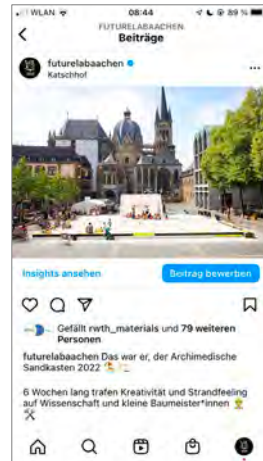 WLAN 08:44 89 %
FUTURELABAACHEN
Beiträge
futurelabaachen
Katschhof
Insights ansehen Beitrag bewerben
Gefällt rwth_materials und 79 weiteren
Personen
futurelabaachen Das war er, der Archimedische
Sandkasten 2022
6 Wochen lang trafen Kreativität und Strandfeeling
auf Wissenschaft und kleine Baumeister*innen